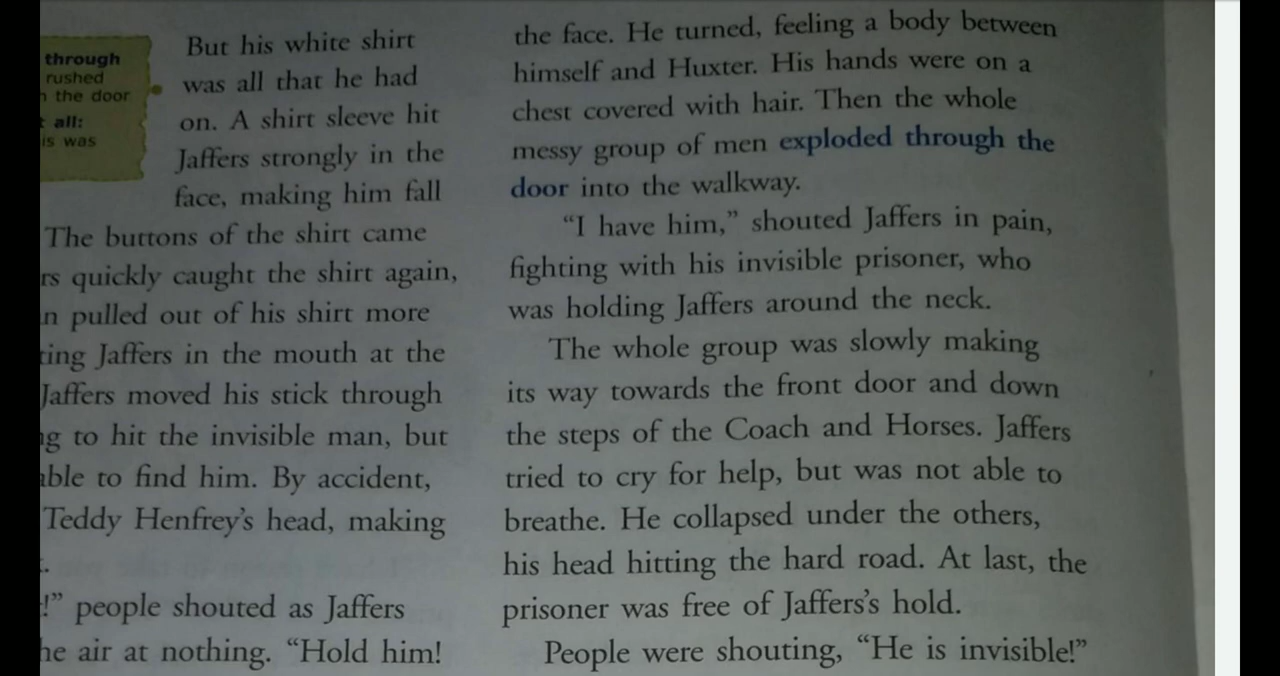 through
rushed
the door
all:
is was
But his white shirt
was all that he had
on. A shirt sleeve hit
Jaffers strongly in the
face, making him fall
The buttons of the shirt came
rs quickly caught the shirt again,
n pulled out of his shirt more
ting Jaffers in the mouth at the
Jaffers moved his stick through
g to hit the invisible man, but
able to find him. By accident,
Teddy Henfrey's head, making
!” people shouted as Jaffers
he air at nothing. “Hold him!
the face. He turned, feeling a body between
himself and Huxter. His hands were on a
chest covered with hair. Then the whole
messy group of men exploded through the
door into the walkway.
“I have him,” shouted Jaffers in pain,
fighting with his invisible prisoner, who
was holding Jaffers around the neck.
The whole group was slowly making
its way towards the front door and down
the steps of the Coach and Horses. Jaffers
tried to cry for help, but was not able to
breathe. He collapsed under the others,
his head hitting the hard road. At last, the
prisoner was free of Jaffers's hold.
People were shouting, “He is invisible!”